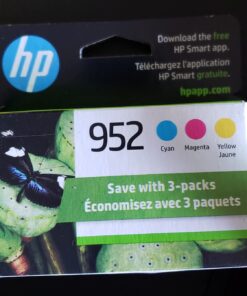 hp
Download the free
HP Smart app.
Téléchargez l'application
HP Smart gratuite.
hpapp.com
952
Cyan
Magenta
Yellow
Jaune
Save with 3-packs
Économisez avec 3 paquets